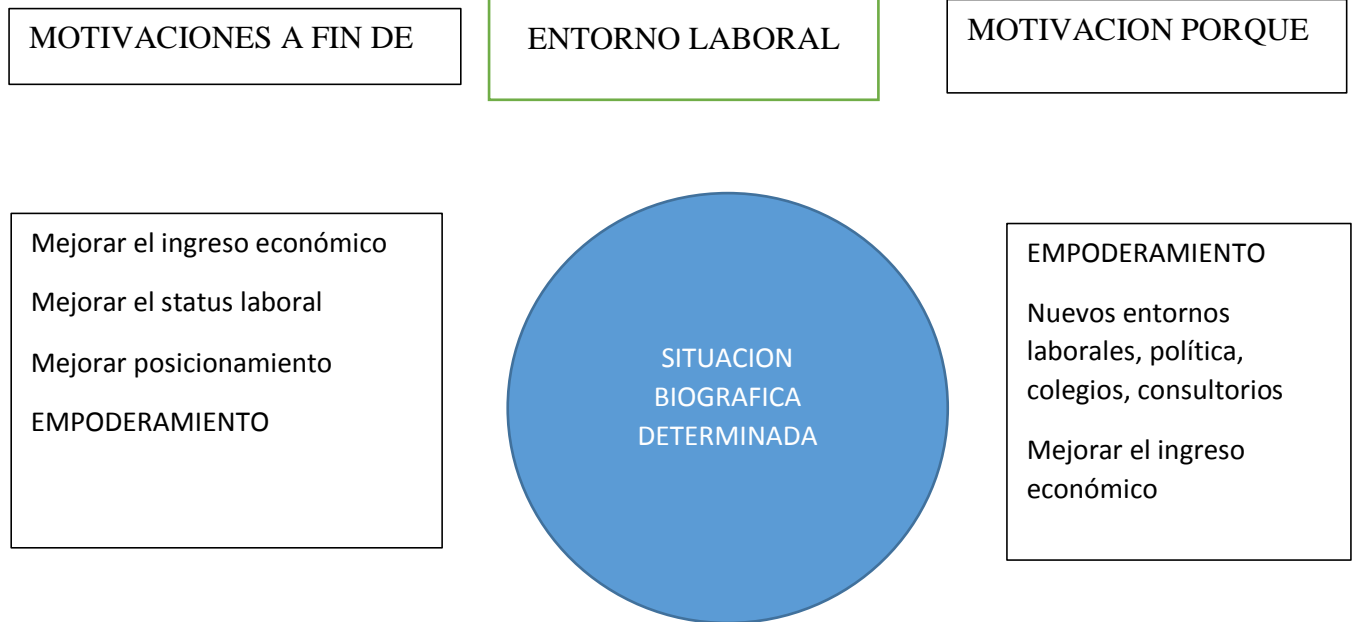 MOTIVACIONES A FIN DE
ENTORNO LABORAL
MOTIVACION PORQUE
Mejorar el ingreso económico
Mejorar el status laboral
Mejorar posicionamiento
EMPODERAMIENTO
SITUACION
BIOGRAFICA
DETERMINADA
EMPODERAMIENTO
Nuevos entornos
laborales, política,
colegios, consultorios
Mejorar el ingreso
económico